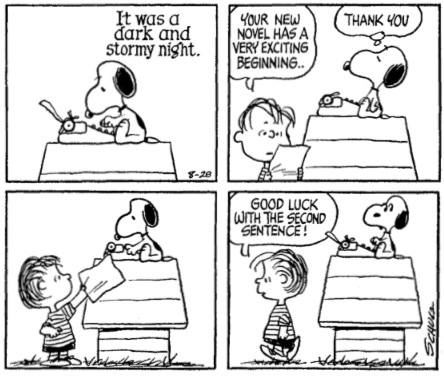 It was a
dark and
stormy night.
8-28
YOUR NEW
NOVEL HAS A
VERY EXCITING
BEGINNING..
THANK YOU
GOOD LUCK
WITH THE SECOND
SENTENCE!
SCHULZ